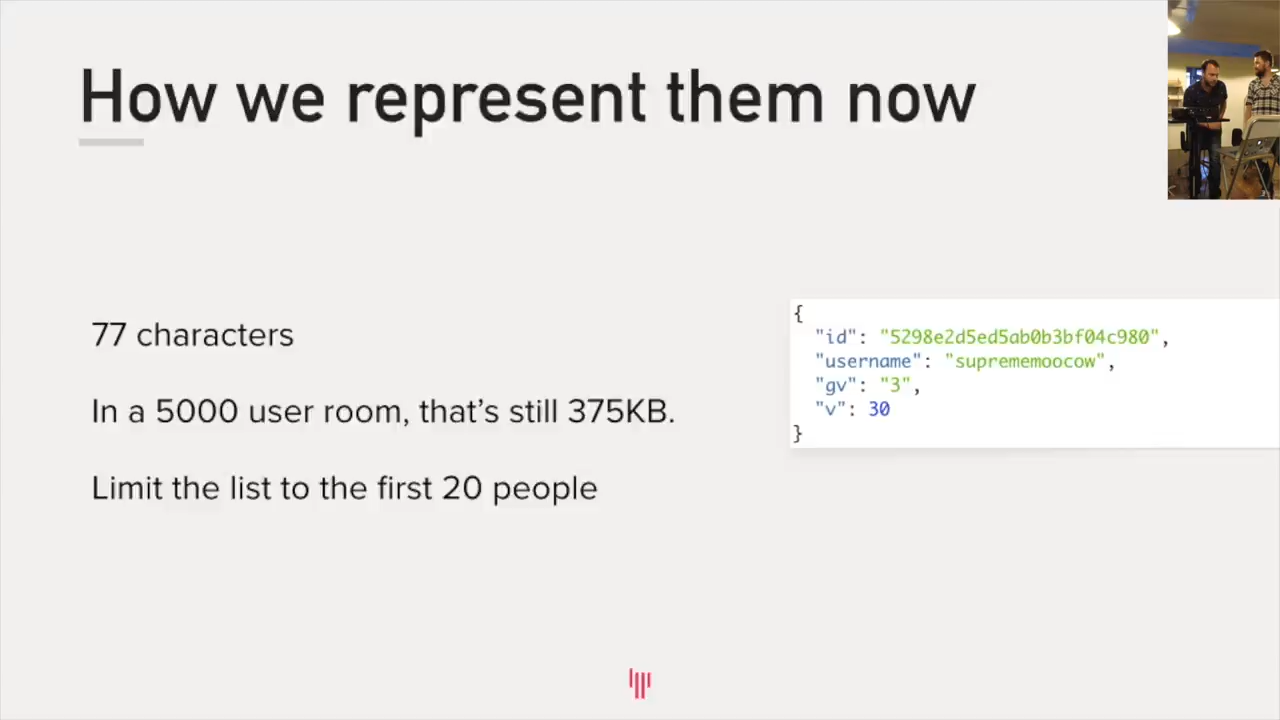 How we represent them now
77 characters
In a 5000 user room, that’s still 375KB.
Limit the list to the first 20 people
{
"id": "5298e2d5ed5ab0b3bf04c980",
"username": "suprememoocow",
"gv": "3",
"v": 30
}